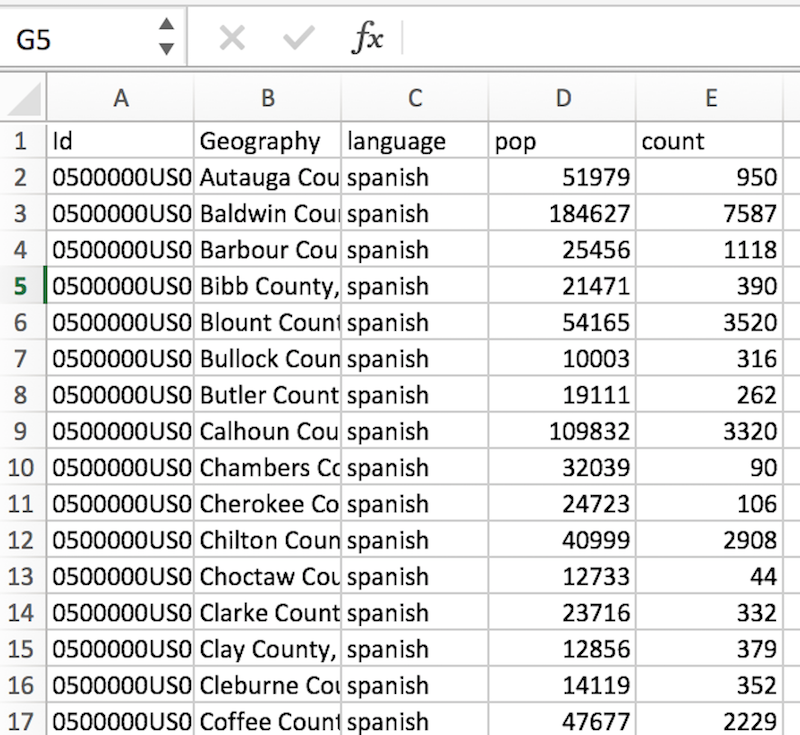 G5 fx
A B C D E
1 Id Geography language pop count
2 0500000US0 Autauga Cou spanish 51979 950
3 0500000US0 Baldwin Cou spanish 184627 7587
4 0500000US0 Barbour Cou spanish 25456 1118
5 0500000US0 Bibb County, spanish 21471 390
6 0500000US0 Blount Count spanish 54165 3520
7 0500000US0 Bullock Coun spanish 10003 316
8 0500000US0 Butler Count spanish 19111 262
9 0500000US0 Calhoun Cou spanish 109832 3320
10 0500000US0 Chambers Co spanish 32039 90
11 0500000US0 Cherokee Co spanish 24723 106
12 0500000US0 Chilton Coun spanish 40999 2908
13 0500000US0 Choctaw Cou spanish 12733 44
14 0500000US0 Clarke Count spanish 23716 332
15 0500000US0 Clay County, spanish 12856 379
16 0500000US0 Cleburne Cou spanish 14119 352
17 0500000US0 Coffee Count spanish 47677 2229